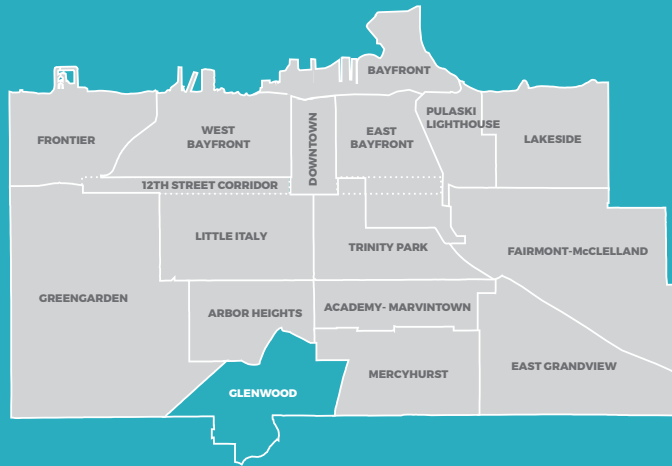 BAYFRONT
FRONTIER
WEST
BAYFRONT
DOWNTOWN
EAST
BAYFRONT
PULASKI
LIGHTHOUSE
LAKESIDE
12TH STREET CORRIDOR
LITTLE ITALY
TRINITY PARK
FAIRMONT-McCLELLAND
GREENGARDEN
ARBOR HEIGHTS
ACADEMY- MARVINTOWN
GLENWOOD
MERCYHURST
EAST GRANDVIEW